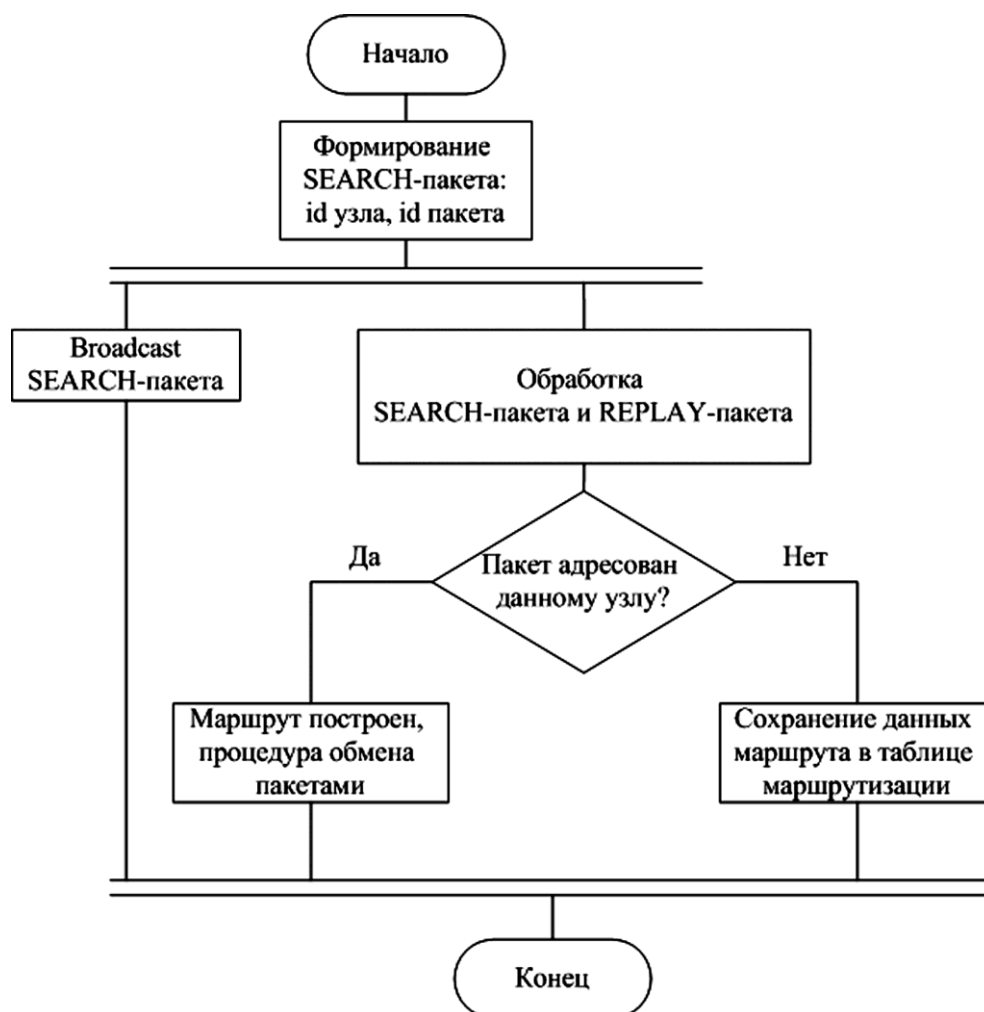 Начало
Формирование
SEARCH-пакета:
id узла, id пакета
Broadcast
SEARCH-пакета
Обработка
SEARCH-пакета и REPLAY-пакета
Пакет адресован
данному узлу?
Да
Нет
Маршрут построен,
процедура обмена
пакетами
Сохранение данных
маршрута в таблице
маршрутизации
Конец